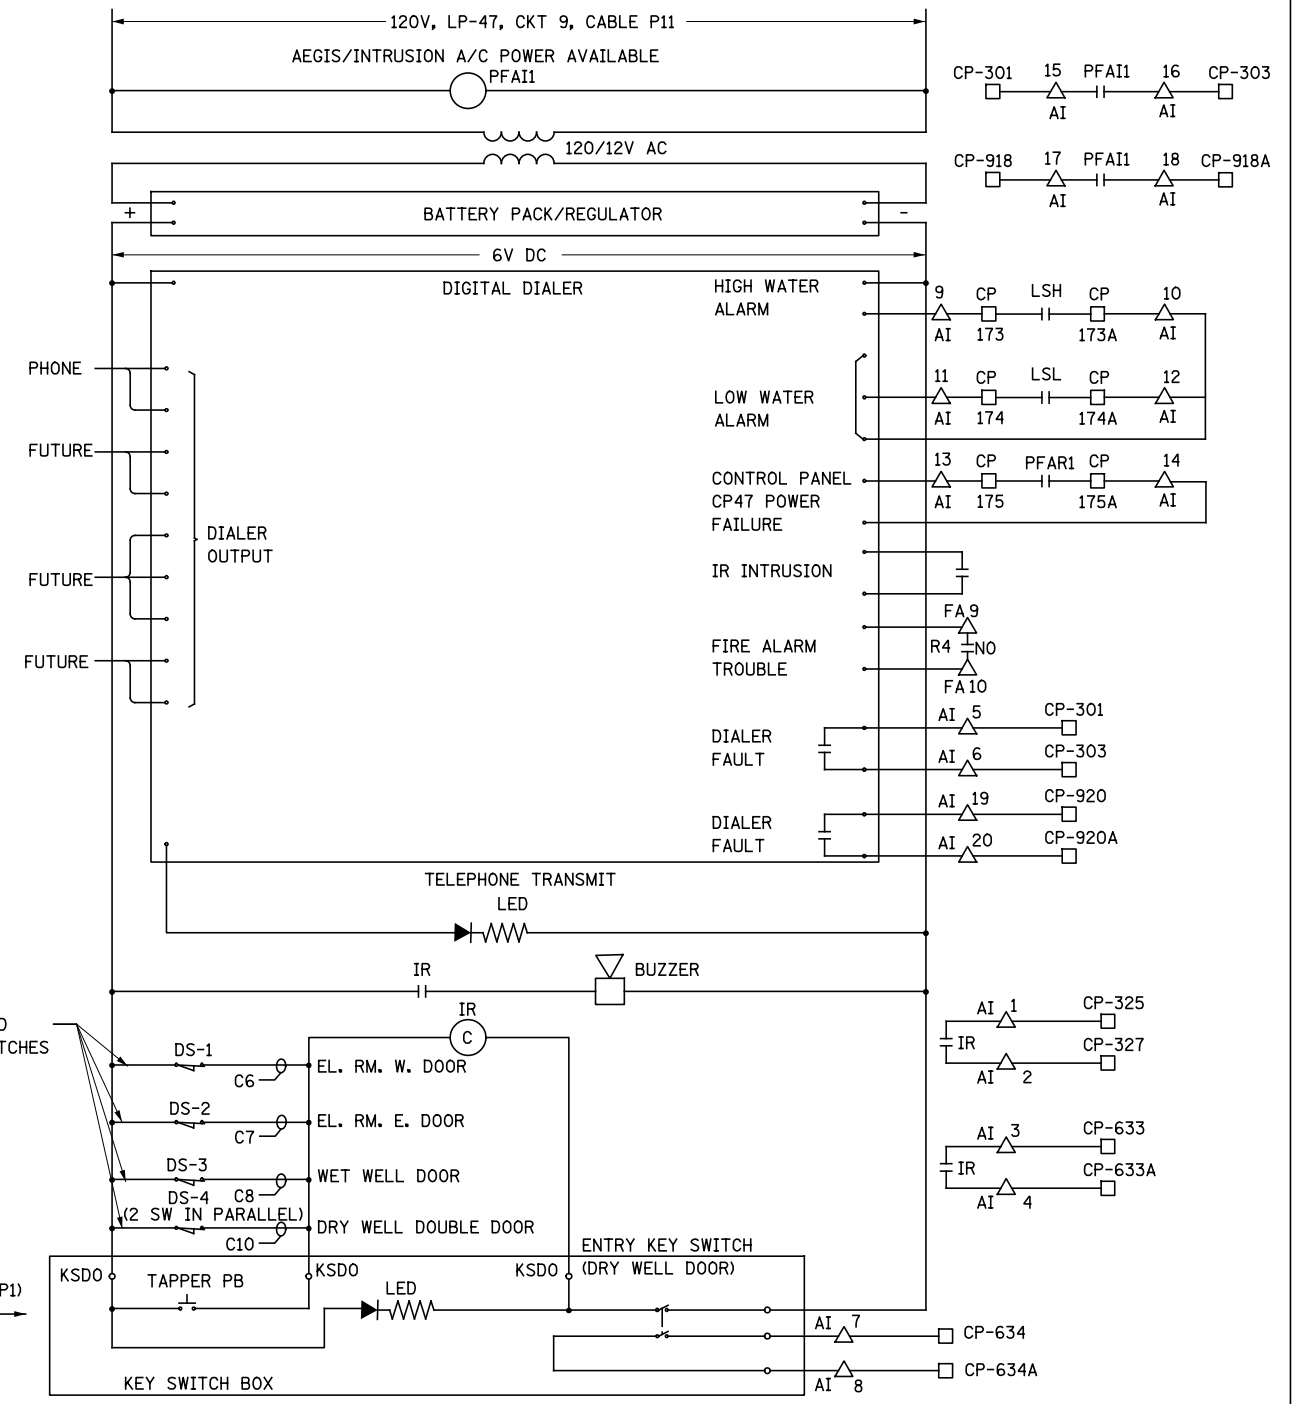 120V, LP-47, CKT 9, CABLE P11
AEGIS/INTRUSION A/C POWER AVAILABLE
PFAI1
CP-301 15 PFAI1 16 CP-303
AI AI
120/12V AC
CP-918 17 PFAI1 18 CP-918A
AI AI
+ BATTERY PACK/REGULATOR -
6V DC
DIGITAL DIALER
HIGH WATER
ALARM
9 CP LSH CP 10
AI 173 173A AI
PHONE
LOW WATER
ALARM
11 CP LSL CP 12
AI 174 174A AI
FUTURE
CONTROL PANEL
CP47 POWER
FAILURE
13 CP PFAR1 CP 14
AI 175 175A AI
DIALER
OUTPUT
FUTURE
IR INTRUSION
FA 9
FIRE ALARM
TROUBLE
R4 NO
FA 10
FUTURE
DIALER
FAULT
AI 5 CP-301
AI 6 CP-303
DIALER
FAULT
AI 19 CP-920
AI 20 CP-920A
TELEPHONE TRANSMIT
LED
IR
BUZZER
IR
C
AI 1 CP-325
IR
AI 2 CP-327
O
TCHES
DS-1
C6
EL. RM. W. DOOR
DS-2
C7
EL. RM. E. DOOR
AI 3 CP-633
IR
AI 4 CP-633A
DS-3
C8
WET WELL DOOR
DS-4
(2 SW IN PARALLEL)
C10
DRY WELL DOUBLE DOOR
ENTRY KEY SWITCH
(DRY WELL DOOR)
KSDO
TAPPER PB
KSDO
KSDO
LED
P1)
AI 7 CP-634
AI 8 CP-634A
KEY SWITCH BOX